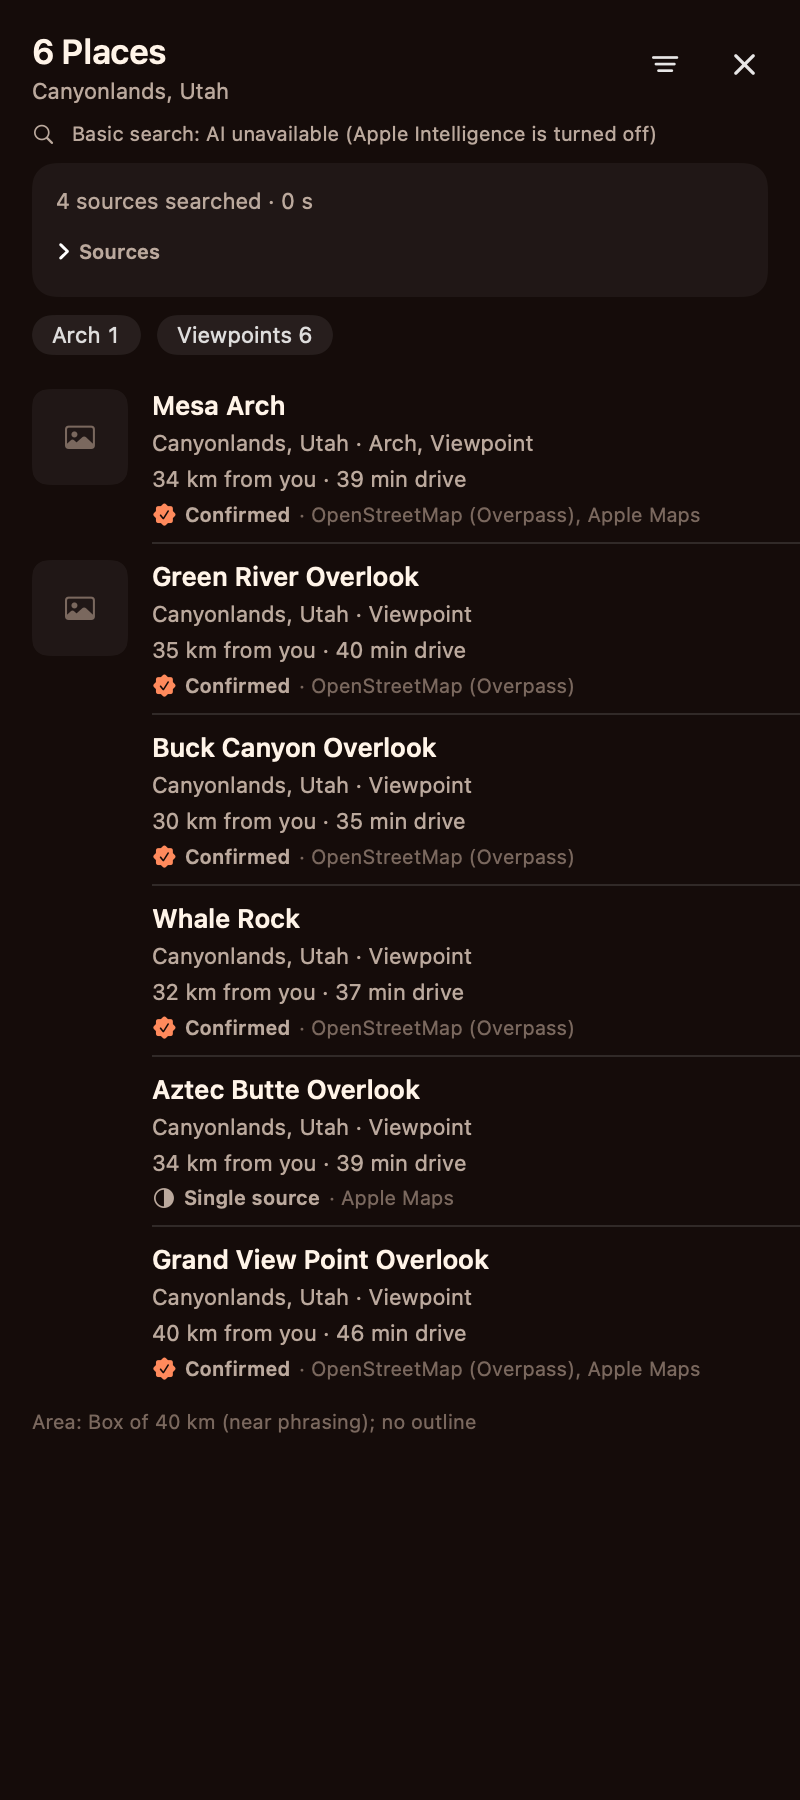 6 Places
Canyonlands, Utah
Basic search: AI unavailable (Apple Intelligence is turned off)
4 sources searched · 0 s
Sources
Arch 1
Viewpoints 6
Mesa Arch
Canyonlands, Utah · Arch, Viewpoint
34 km from you · 39 min drive
Confirmed · OpenStreetMap (Overpass), Apple Maps
Green River Overlook
Canyonlands, Utah · Viewpoint
35 km from you · 40 min drive
Confirmed · OpenStreetMap (Overpass)
Buck Canyon Overlook
Canyonlands, Utah · Viewpoint
30 km from you · 35 min drive
Confirmed · OpenStreetMap (Overpass)
Whale Rock
Canyonlands, Utah · Viewpoint
32 km from you · 37 min drive
Confirmed · OpenStreetMap (Overpass)
Aztec Butte Overlook
Canyonlands, Utah · Viewpoint
34 km from you · 39 min drive
Single source · Apple Maps
Grand View Point Overlook
Canyonlands, Utah · Viewpoint
40 km from you · 46 min drive
Confirmed · OpenStreetMap (Overpass), Apple Maps
Area: Box of 40 km (near phrasing); no outline